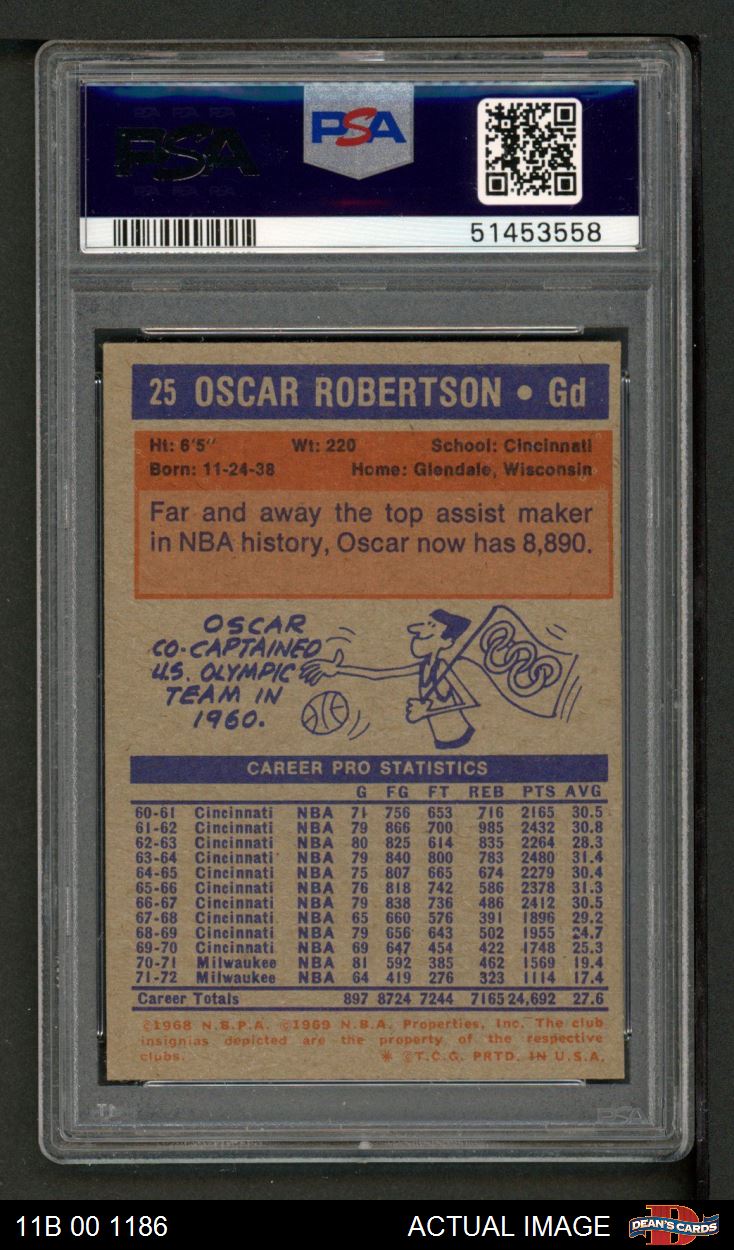 PSA
PSA
51453558
25 OSCAR ROBERTSON • Gd
Ht: 6'5" Wt: 220 School: Cincinnati
Born: 11-24-38 Home: Glendale, Wisconsin
Far and away the top assist maker
in NBA history, Oscar now has 8,890.
OSCAR
CO-CAPTAINED
U.S. OLYMPIC
TEAM IN
1960.
CAREER PRO STATISTICS
G FG FT REB PTS AVG
60-61 Cincinnati NBA 71 756 653 716 2165 30.5
61-62 Cincinnati NBA 79 866 700 985 2432 30.8
62-63 Cincinnati NBA 80 825 614 835 2264 28.3
63-64 Cincinnati NBA 79 840 800 783 2480 31.4
64-65 Cincinnati NBA 75 807 665 674 2279 30.4
65-66 Cincinnati NBA 76 818 742 586 2378 31.3
66-67 Cincinnati NBA 79 838 736 486 2412 30.5
67-68 Cincinnati NBA 65 660 576 391 1896 29.2
68-69 Cincinnati NBA 79 656 643 502 1955 24.7
69-70 Cincinnati NBA 69 647 454 422 1748 25.3
70-71 Milwaukee NBA 81 592 385 462 1569 19.4
71-72 Milwaukee NBA 64 419 276 323 1114 17.4
Career Totals 897 8724 7244 7165 24,692 27.6
©1968 N.B.P.A. ©1969 N.B.A. Properties, Inc. The club
insignias depicted are the property of the respective
clubs. * ©T.C.G. PRTD. IN U.S.A.
PSA
11B 00 1186 ACTUAL IMAGE DEAN'S CARDS